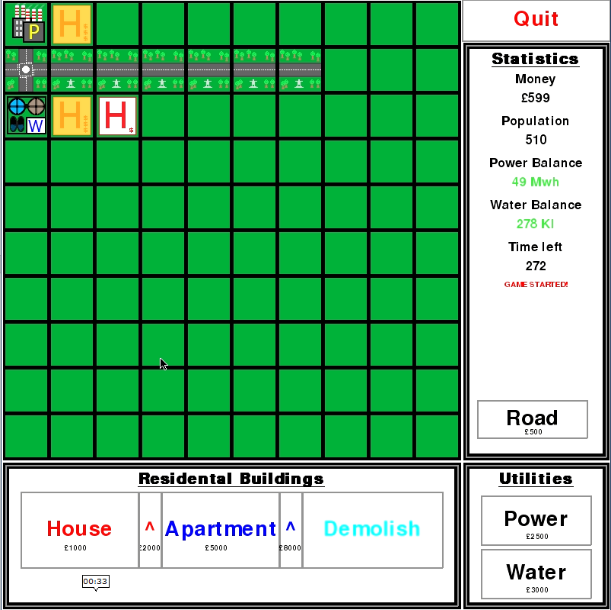 Quit
P
H
W
H
H
Statistics
Money
£599
Population
510
Power Balance
49 Mwh
Water Balance
278 Kl
Time left
272
GAME STARTED!
Road
£500
Residental Buildings
House
£1000
^
£2000
Apartment
£5000
^
£8000
Demolish
00:33
Utilities
Power
£2500
Water
£3000